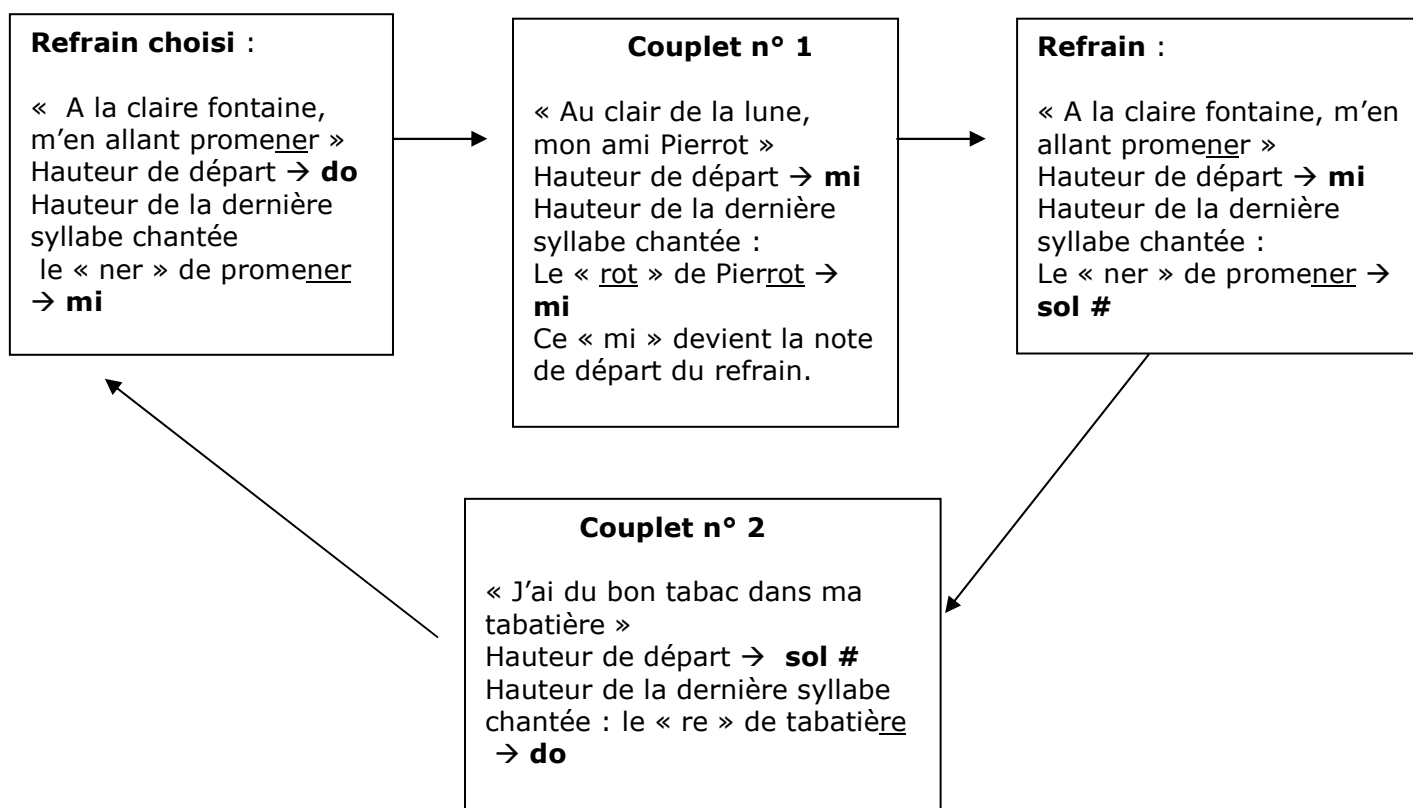 Refrain choisi :
«  A la claire fontaine,
m’en allant promener »
Hauteur de départ → do
Hauteur de la dernière
syllabe chantée
le « ner » de promener
→ mi
Couplet n° 1
« Au clair de la lune,
mon ami Pierrot »
Hauteur de départ → mi
Hauteur de la dernière
syllabe chantée :
Le « rot » de Pierrot →
mi
Ce « mi » devient la note
de départ du refrain.
Refrain :
« A la claire fontaine, m’en
allant promener »
Hauteur de départ → mi
Hauteur de la dernière
syllabe chantée :
Le « ner » de promener →
sol #
Couplet n° 2
« J’ai du bon tabac dans ma
tabatière »
Hauteur de départ → sol #
Hauteur de la dernière syllabe
chantée : le « re » de tabatière
→ do